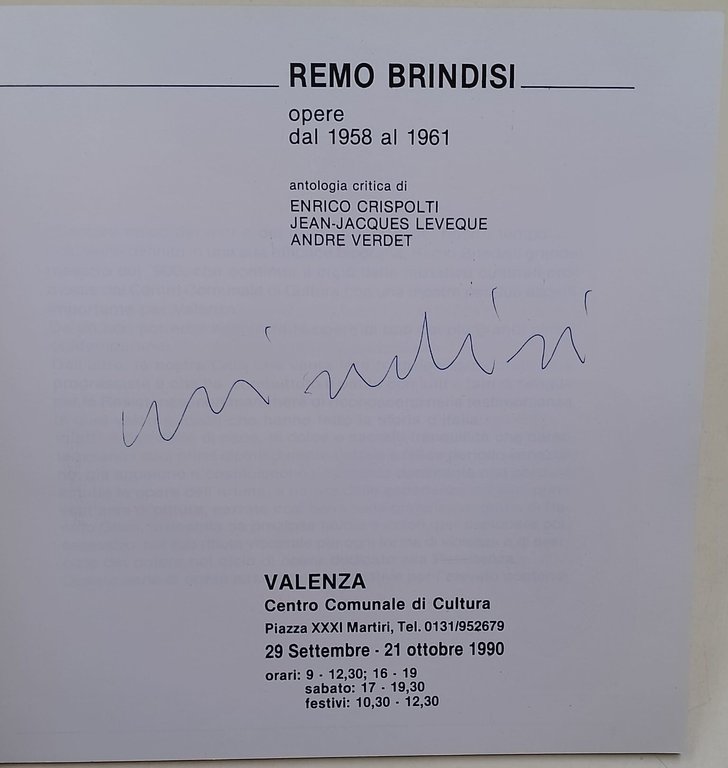 REMO BRINDISI
opere
dal 1958 al 1961
antologia critica di
ENRICO CRISPOLTI
JEAN-JACQUES LEVEQUE
ANDRE VERDET
VALENZA
Centro Comunale di Cultura
Piazza XXXI Martiri, Tel. 0131/952679
29 Settembre - 21 ottobre 1990
orari: 9 - 12,30; 16 - 19
sabato: 17 - 19,30
festivi: 10,30 - 12,30